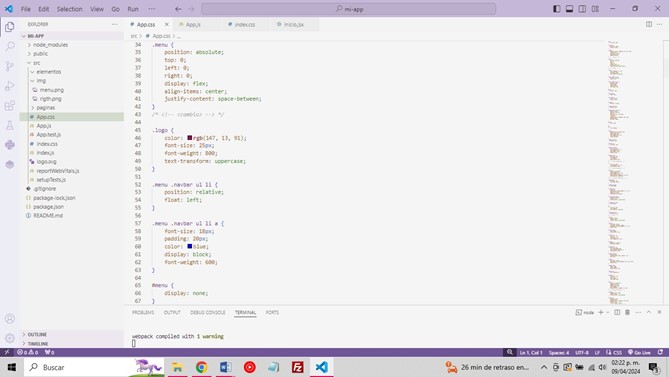 File Edit Selection View Go Run ···
mi-app
EXPLORER
MI-APP
node_modules
public
src
elementos
img
menu.png
rigth.png
paginas
App.css
App.js
App.test.js
index.css
index.js
logo.svg
reportWebVitals.js
setupTests.js
.gitignore
package-lock.json
package.json
README.md
OUTLINE
TIMELINE
App.css × App.js index.css inicio.jsx
src > App.css > ...
34 .menu {
35 position: absolute;
36 top: 0;
37 left: 0;
38 right: 0;
39 display: flex;
40 align-items: center;
41 justify-content: space-between;
42 }
43 /* <!-- <cambio> --> */
44
45 .logo {
46 color: rgb(147, 13, 91);
47 font-size: 25px;
48 font-weight: 800;
49 text-transform: uppercase;
50 }
51
52 .menu .navbar ul li {
53 position: relative;
54 float: left;
55 }
56
57 .menu .navbar ul li a {
58 font-size: 18px;
59 padding: 20px;
60 color: blue;
61 display: block;
62 font-weight: 600;
63 }
64
65 #menu {
66 display: none;
67 }
PROBLEMS OUTPUT DEBUG CONSOLE TERMINAL PORTS
node
webpack compiled with 1 warning
0 0 0
Ln 1, Col 1 Spaces: 4 UTF-8 LF CSS Go Live
Buscar
26 min de retraso en...
02:22 p. m.
09/04/2024